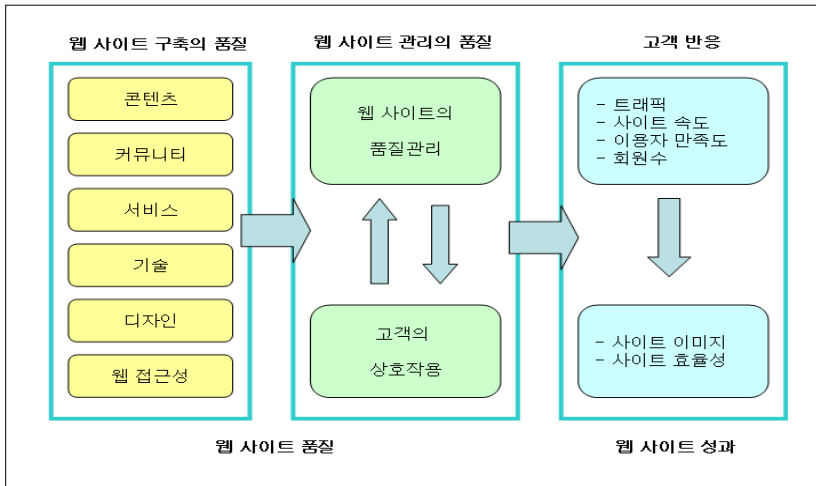 웹 사이트 구축의 품질
웹 사이트 관리의 품질
고객 반응
콘텐츠
커뮤니티
서비스
기술
디자인
웹 접근성
웹 사이트의
품질관리
고객의
상호작용
- 트래픽
- 사이트 속도
- 이용자 만족도
- 회원수
- 사이트 이미지
- 사이트 효율성
웹 사이트 품질
웹 사이트 성과